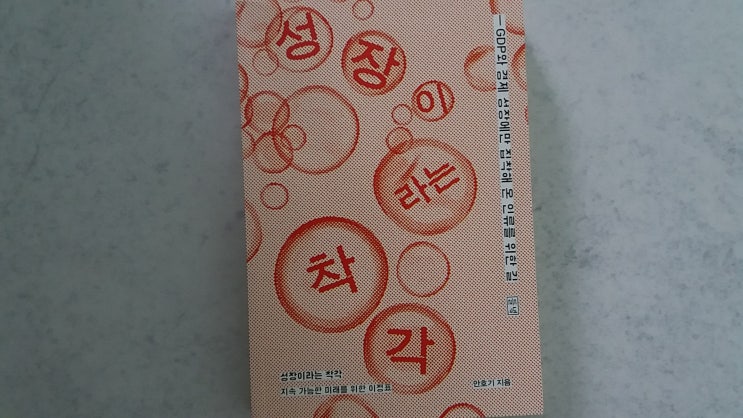 성장이라는 착각
— GDP와 경제 성장에만 집착해 온 인류를 위한 길
들녘
성장이라는 착각
지속 가능한 미래를 위한 이정표
안호기 지음